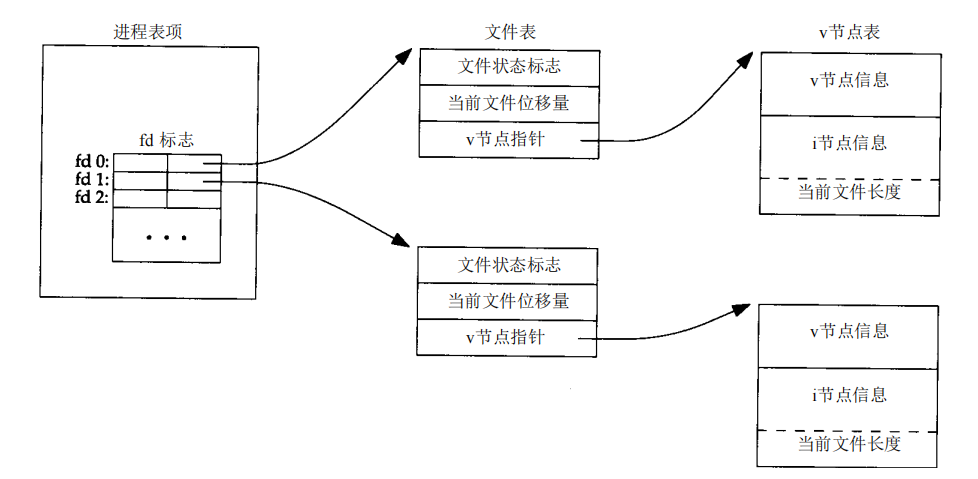 进程表项
文件表
v节点表
fd 标志
fd 0:
fd 1:
fd 2:
• • •
文件状态标志
当前文件位移量
v节点指针
v节点信息
i节点信息
当前文件长度
文件状态标志
当前文件位移量
v节点指针
v节点信息
i节点信息
当前文件长度